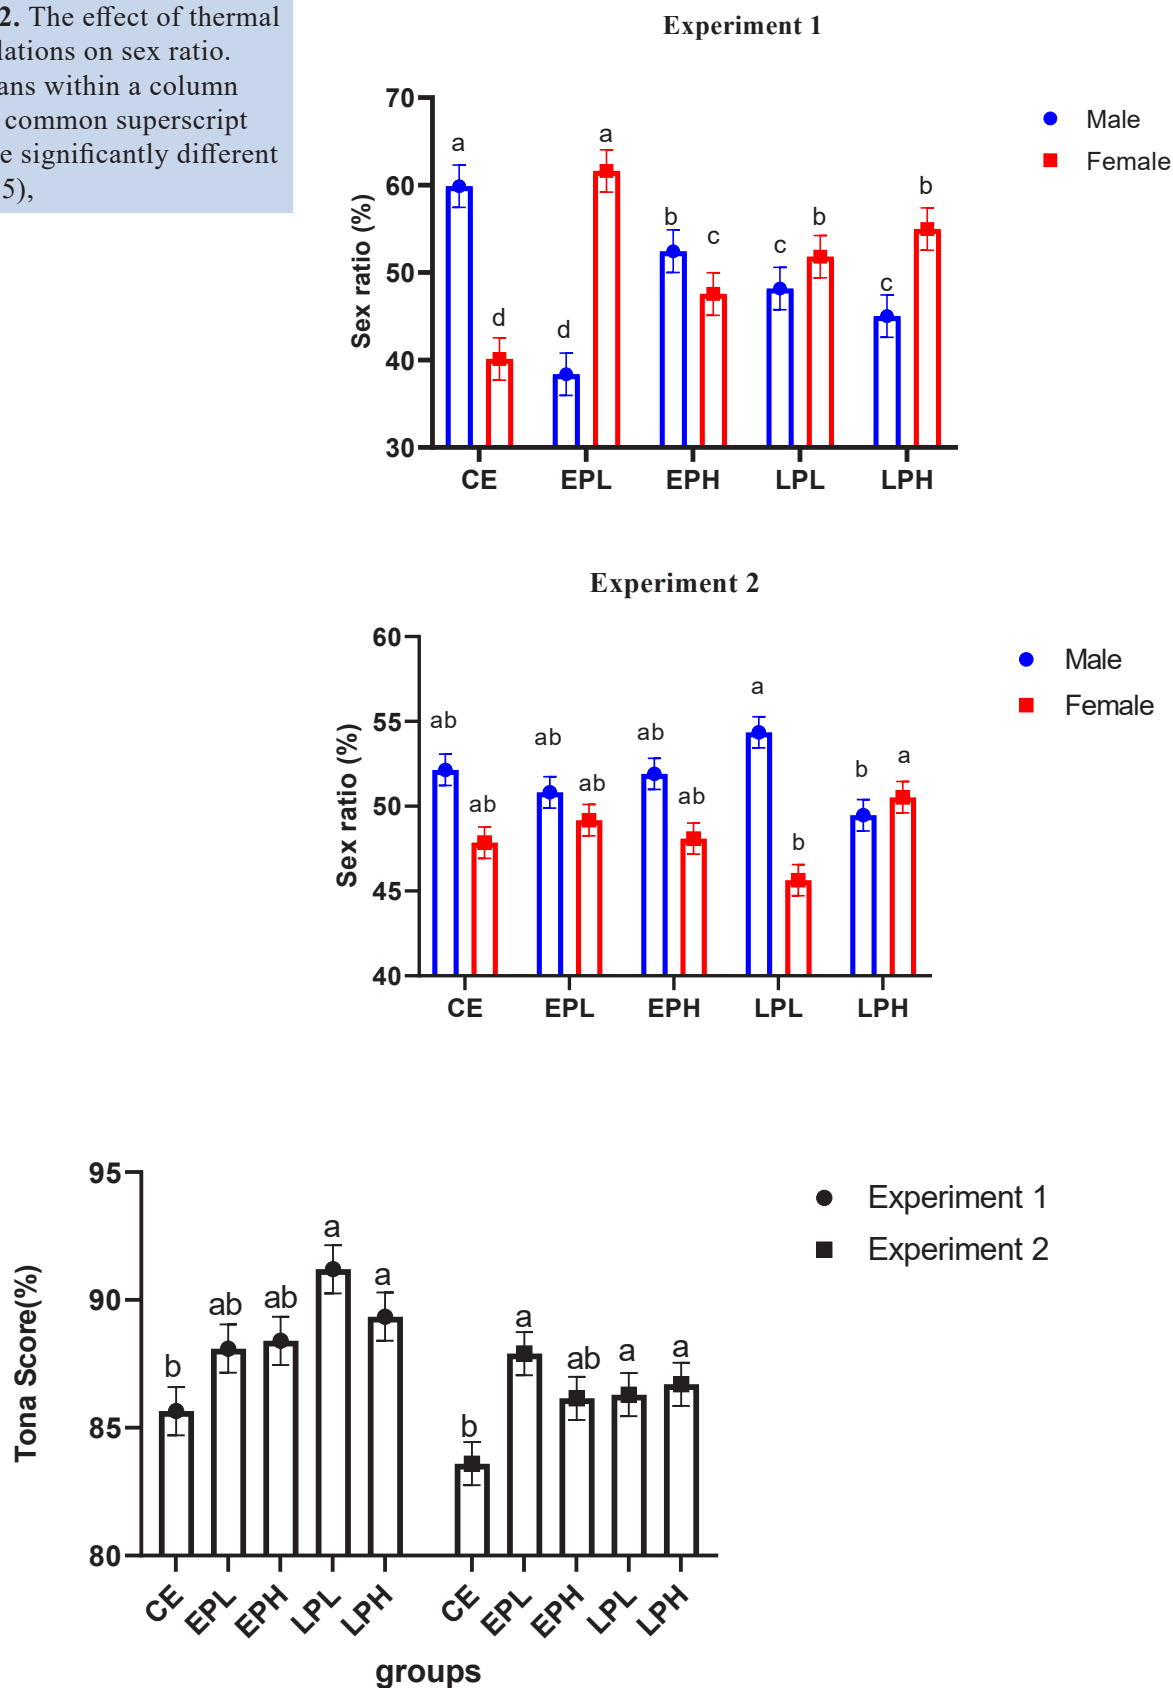 2. The effect of thermal
lations on sex ratio.
ans within a column
common superscript
e significantly different
5),
Experiment 1
70
60
50
40
30
Sex ratio (%)
a
d
d
a
b
c
c
b
c
b
CE EPL EPH LPL LPH
Male
Female
Experiment 2
60
55
50
45
40
Sex ratio (%)
ab
ab
ab
ab
ab
ab
a
b
b
a
CE EPL EPH LPL LPH
Male
Female
95
90
85
80
Tona Score(%)
b
ab
ab
a
a
b
a
ab
a
a
CE EPL EPH LPL LPH CE EPL EPH LPL LPH
groups
Experiment 1
Experiment 2